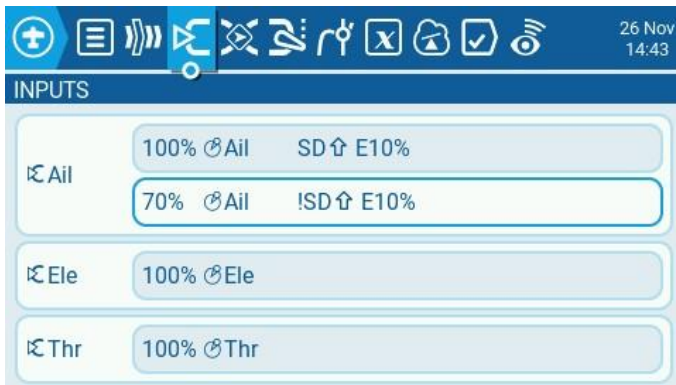 26 Nov
14:43
INPUTS
Ail
100% Ail SD⇧ E10%
70% Ail !SD⇧ E10%
Ele
100% Ele
Thr
100% Thr